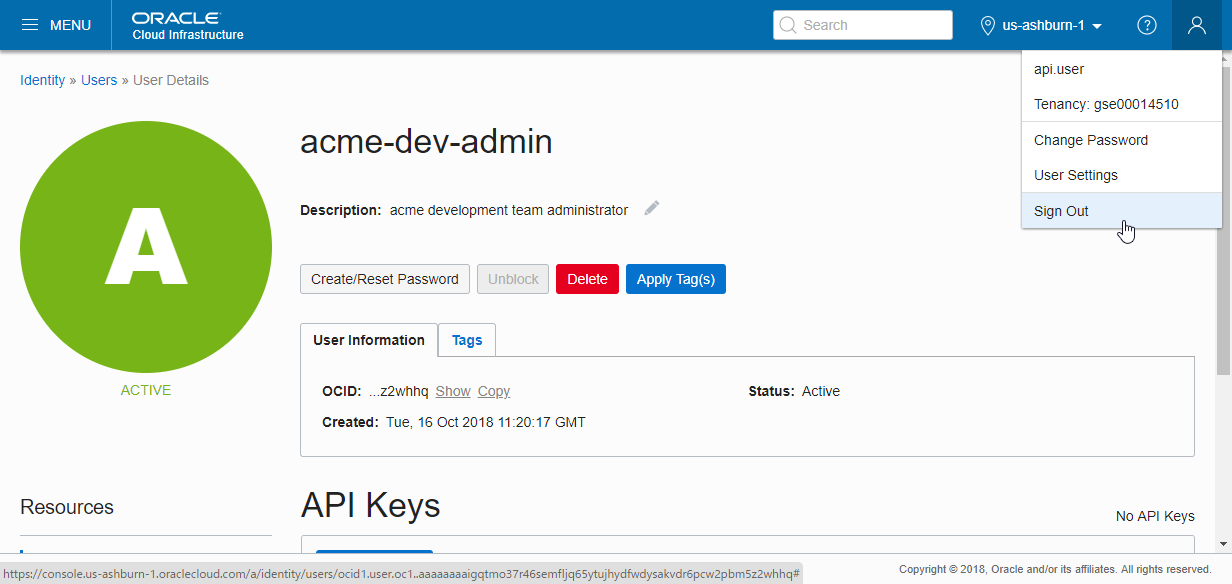 MENU
ORACLE
Cloud Infrastructure
Search
us-ashburn-1
?
api.user
Tenancy: gse00014510
Change Password
User Settings
Sign Out
Identity » Users » User Details
A
ACTIVE
acme-dev-admin
Description: acme development team administrator
Create/Reset Password
Unblock
Delete
Apply Tag(s)
User Information
Tags
OCID: ...z2whhq Show Copy
Status: Active
Created: Tue, 16 Oct 2018 11:20:17 GMT
Resources
API Keys
No API Keys
https://console.us-ashburn-1.oraclecloud.com/a/identity/users/ocid1.user.oc1..aaaaaaaaigqtmo37r46semfljq65ytujhydfwdysakvdr6pcw2pbm5z2whhq#
Copyright © 2018, Oracle and/or its affiliates. All rights reserved.